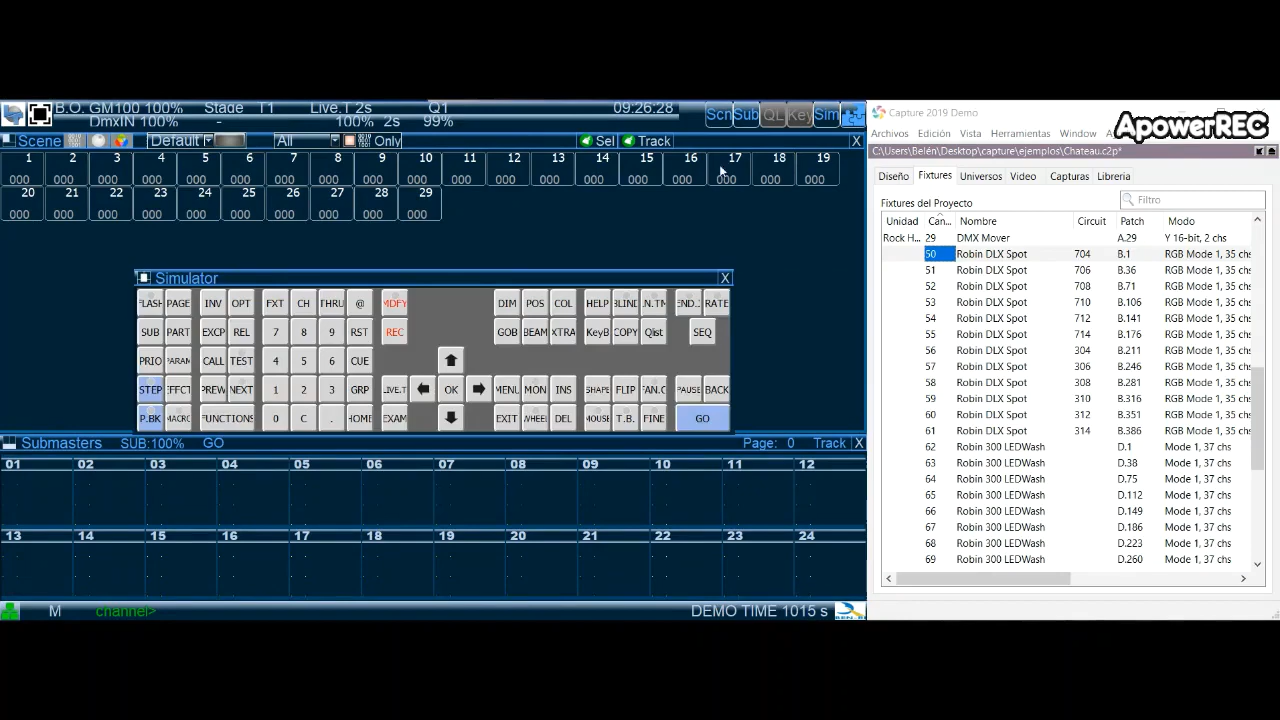 B.O. GM100 100% Stage T1 Live.T 2s Q1 09:26:28
DmxIN 100% - 100% 2s 99%
Scn Sub QL Key Sim
Scene Default All Only Sel Track X
1 2 3 4 5 6 7 8 9 10 11 12 13 14 15 16 17 18 19
000 000 000 000 000 000 000 000 000 000 000 000 000 000 000 000 000 000 000
20 21 22 23 24 25 26 27 28 29
000 000 000 000 000 000 000 000 000 000
Simulator X
FLASH PAGE INV OPT FXT CH THRU @ MDFY DIM POS COL HELP BLIND RATE
SUB PART EXCP REL 7 8 9 RST REC GOB BEAM XTRA KeyB COPY Qlist SEQ
PRIO PARAM CALL TEST 4 5 6 CUE
STEP EFFCT PREW NEXT 1 2 3 GRP LIVE.T OK MENU MON INS SHAPE FLIP FAN.C PAUSE BACK
P.BK MACRO FUNCTIONS 0 C . HOME EXAM EXIT WHEEL DEL MOUSE T.B. FINE GO
Submasters SUB:100% GO Page: 0 Track X
01 02 03 04 05 06 07 08 09 10 11 12
13 14 15 16 17 18 19 20 21 22 23 24
M channel> DEMO TIME 1015 s
Capture 2019 Demo
ApowerREC
Archivos Edición Vista Herramientas Window
C:\Users\Belén\Desktop\capture\ejemplos\Chateau.c2p*
Diseño Fixtures Universos Video Capturas Libreria
Fixtures del Proyecto Filtro
Unidad Can... Nombre Circuit Patch Modo
Rock H... 29 DMX Mover A.29 Y 16-bit, 2 chs
50 Robin DLX Spot 704 B.1 RGB Mode 1, 35 chs
51 Robin DLX Spot 706 B.36 RGB Mode 1, 35 chs
52 Robin DLX Spot 708 B.71 RGB Mode 1, 35 chs
53 Robin DLX Spot 710 B.106 RGB Mode 1, 35 chs
54 Robin DLX Spot 712 B.141 RGB Mode 1, 35 chs
55 Robin DLX Spot 714 B.176 RGB Mode 1, 35 chs
56 Robin DLX Spot 304 B.211 RGB Mode 1, 35 chs
57 Robin DLX Spot 306 B.246 RGB Mode 1, 35 chs
58 Robin DLX Spot 308 B.281 RGB Mode 1, 35 chs
59 Robin DLX Spot 310 B.316 RGB Mode 1, 35 chs
60 Robin DLX Spot 312 B.351 RGB Mode 1, 35 chs
61 Robin DLX Spot 314 B.386 RGB Mode 1, 35 chs
62 Robin 300 LEDWash D.1 Mode 1, 37 chs
63 Robin 300 LEDWash D.38 Mode 1, 37 chs
64 Robin 300 LEDWash D.75 Mode 1, 37 chs
65 Robin 300 LEDWash D.112 Mode 1, 37 chs
66 Robin 300 LEDWash D.149 Mode 1, 37 chs
67 Robin 300 LEDWash D.186 Mode 1, 37 chs
68 Robin 300 LEDWash D.223 Mode 1, 37 chs
69 Robin 300 LEDWash D.260 Mode 1, 37 chs